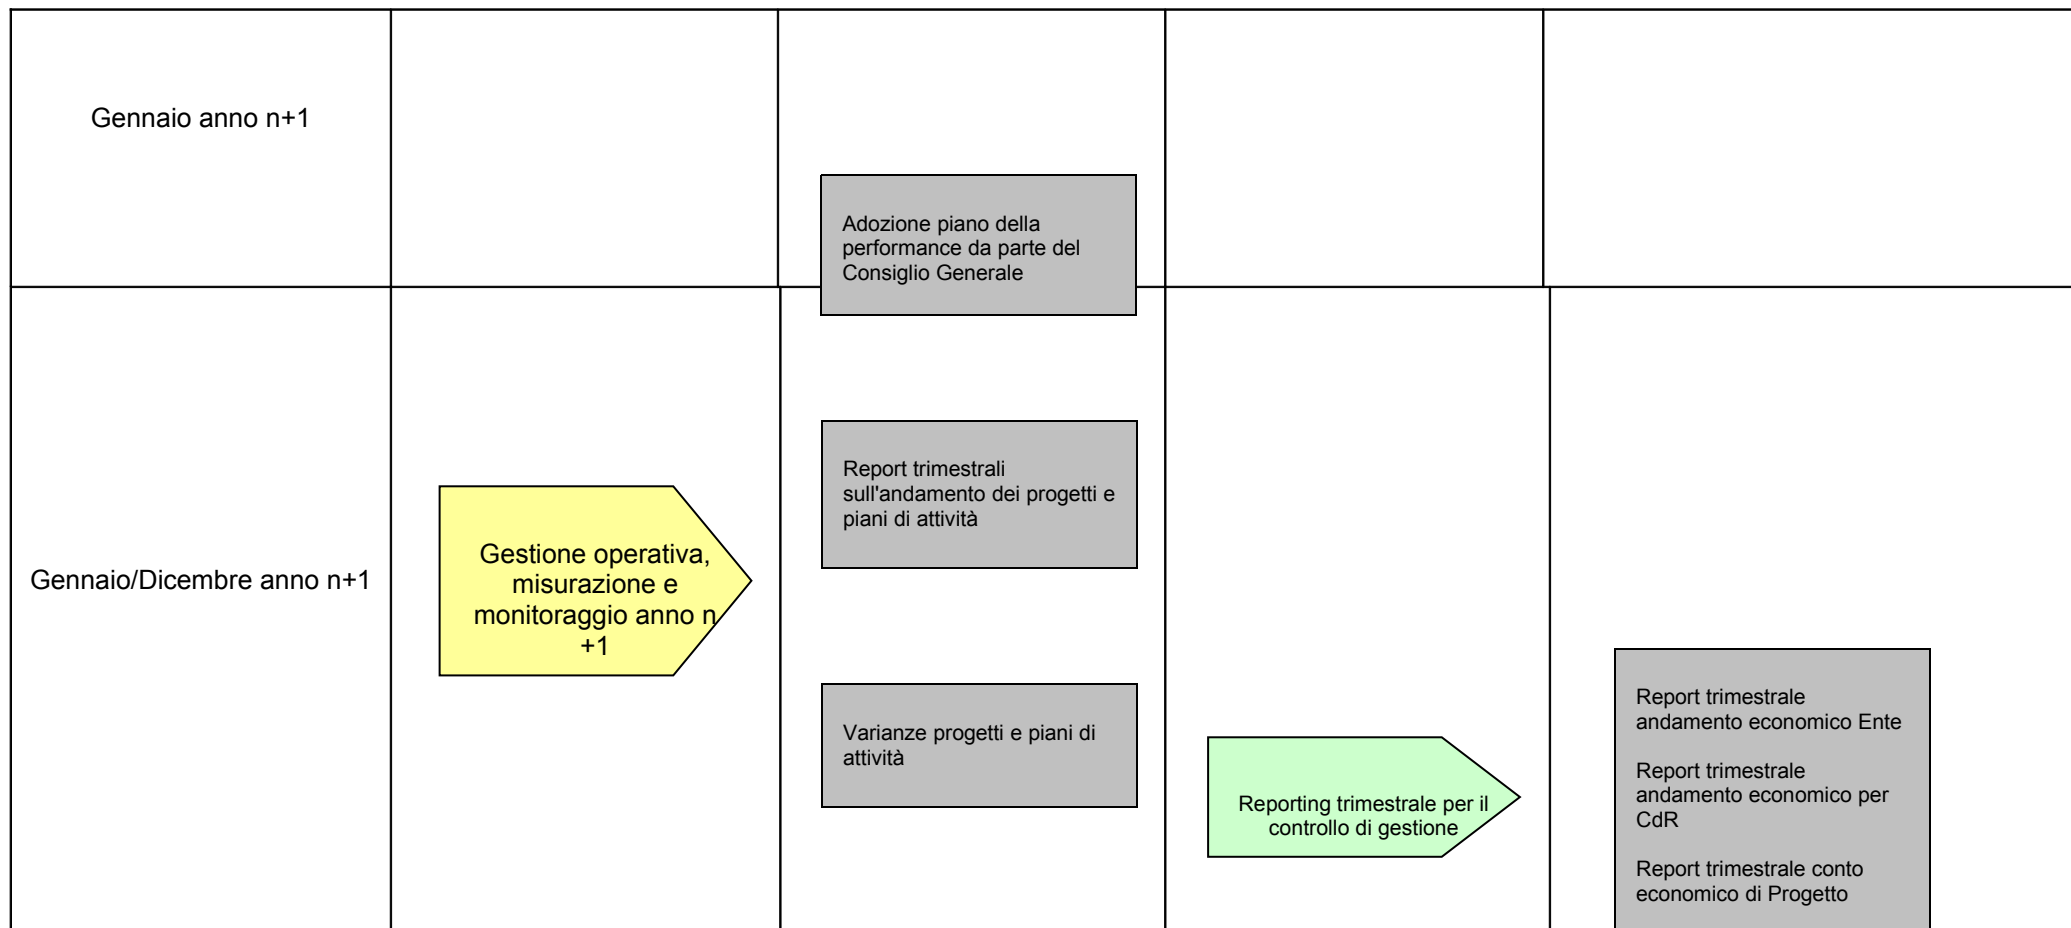 Gennaio anno n+1
Adozione piano della
performance da parte del
Consiglio Generale
Gennaio/Dicembre anno n+1
Gestione operativa,
misurazione e
monitoraggio anno n
+1
Report trimestrali
sull'andamento dei progetti e
piani di attività
Varianze progetti e piani di
attività
Reporting trimestrale per il
controllo di gestione
Report trimestrale
andamento economico Ente
Report trimestrale
andamento economico per
CdR
Report trimestrale conto
economico di Progetto